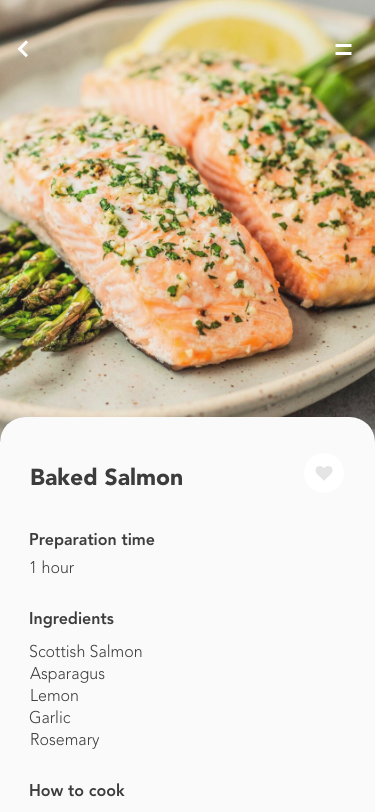 Baked Salmon
Preparation time
1 hour
Ingredients
Scottish Salmon
Asparagus
Lemon
Garlic
Rosemary
How to cook